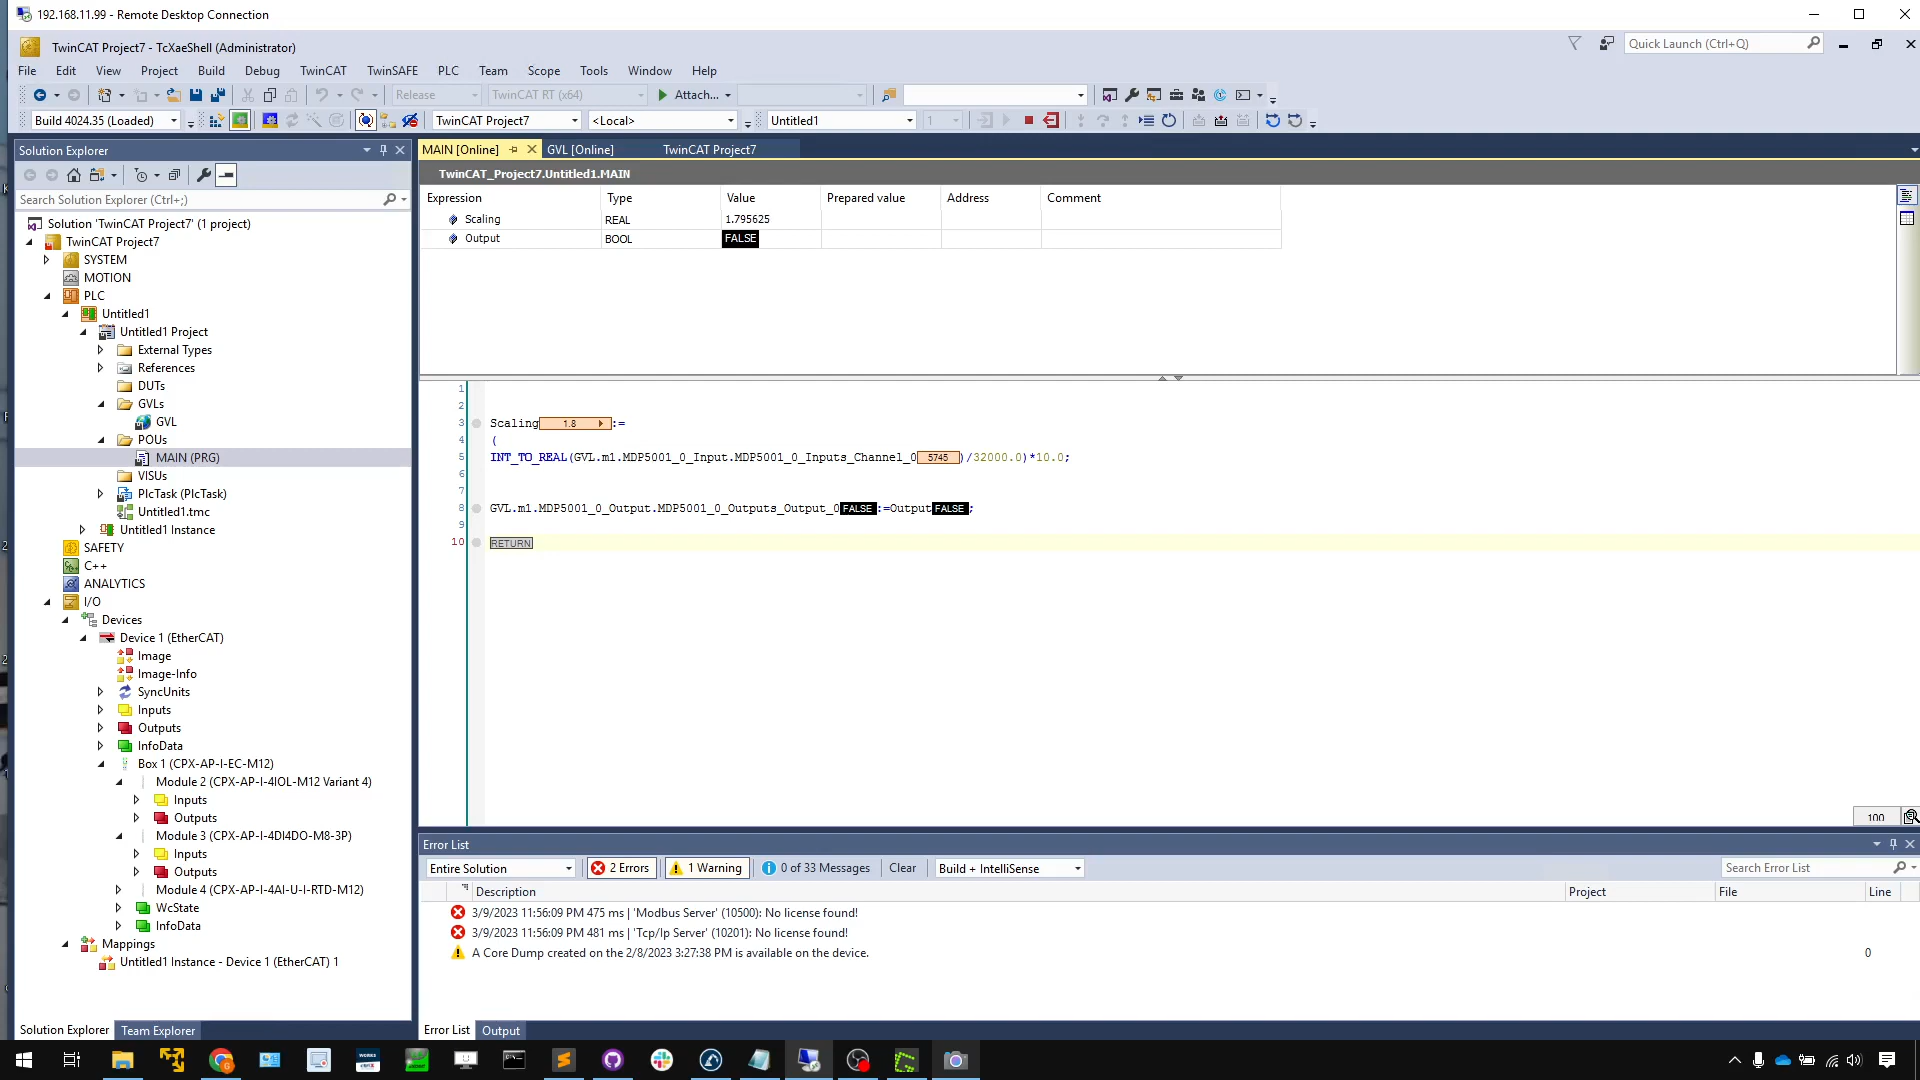 192.168.11.99 - Remote Desktop Connection
TwinCAT Project7 - TcXaeShell (Administrator)
Quick Launch (Ctrl+Q)
File Edit View Project Build Debug TwinCAT TwinSAFE PLC Team Scope Tools Window Help
Release TwinCAT RT (x64) Attach...
Build 4024.35 (Loaded) TwinCAT Project7 <Local> Untitled1 1
Solution Explorer
Search Solution Explorer (Ctrl+;)
Solution 'TwinCAT Project7' (1 project)
TwinCAT Project7
SYSTEM
MOTION
PLC
Untitled1
Untitled1 Project
External Types
References
DUTs
GVLs
GVL
POUs
MAIN (PRG)
VISUs
PlcTask (PlcTask)
Untitled1.tmc
Untitled1 Instance
SAFETY
C++
ANALYTICS
I/O
Devices
Device 1 (EtherCAT)
Image
Image-Info
SyncUnits
Inputs
Outputs
InfoData
Box 1 (CPX-AP-I-EC-M12)
Module 2 (CPX-AP-I-4IOL-M12 Variant 4)
Inputs
Outputs
Module 3 (CPX-AP-I-4DI4DO-M8-3P)
Inputs
Outputs
Module 4 (CPX-AP-I-4AI-U-I-RTD-M12)
WcState
InfoData
Mappings
Untitled1 Instance - Device 1 (EtherCAT) 1
Solution Explorer Team Explorer
MAIN [Online] GVL [Online] TwinCAT Project7
TwinCAT_Project7.Untitled1.MAIN
Expression Type Value Prepared value Address Comment
Scaling REAL 1.795625
Output BOOL FALSE
1
2
3 Scaling 1.8 :=
4 (
5 INT_TO_REAL(GVL.m1.MDP5001_0_Input.MDP5001_0_Inputs_Channel_0 5745 )/32000.0)*10.0;
6
7
8 GVL.m1.MDP5001_0_Output.MDP5001_0_Outputs_Output_0 FALSE :=Output FALSE ;
9
10 RETURN
100
Error List
Entire Solution 2 Errors 1 Warning 0 of 33 Messages Clear Build + IntelliSense Search Error List
Description Project File Line
3/9/2023 11:56:09 PM 475 ms | 'Modbus Server' (10500): No license found!
3/9/2023 11:56:09 PM 481 ms | 'Tcp/Ip Server' (10201): No license found!
A Core Dump created on the 2/8/2023 3:27:38 PM is available on the device. 0
Error List Output